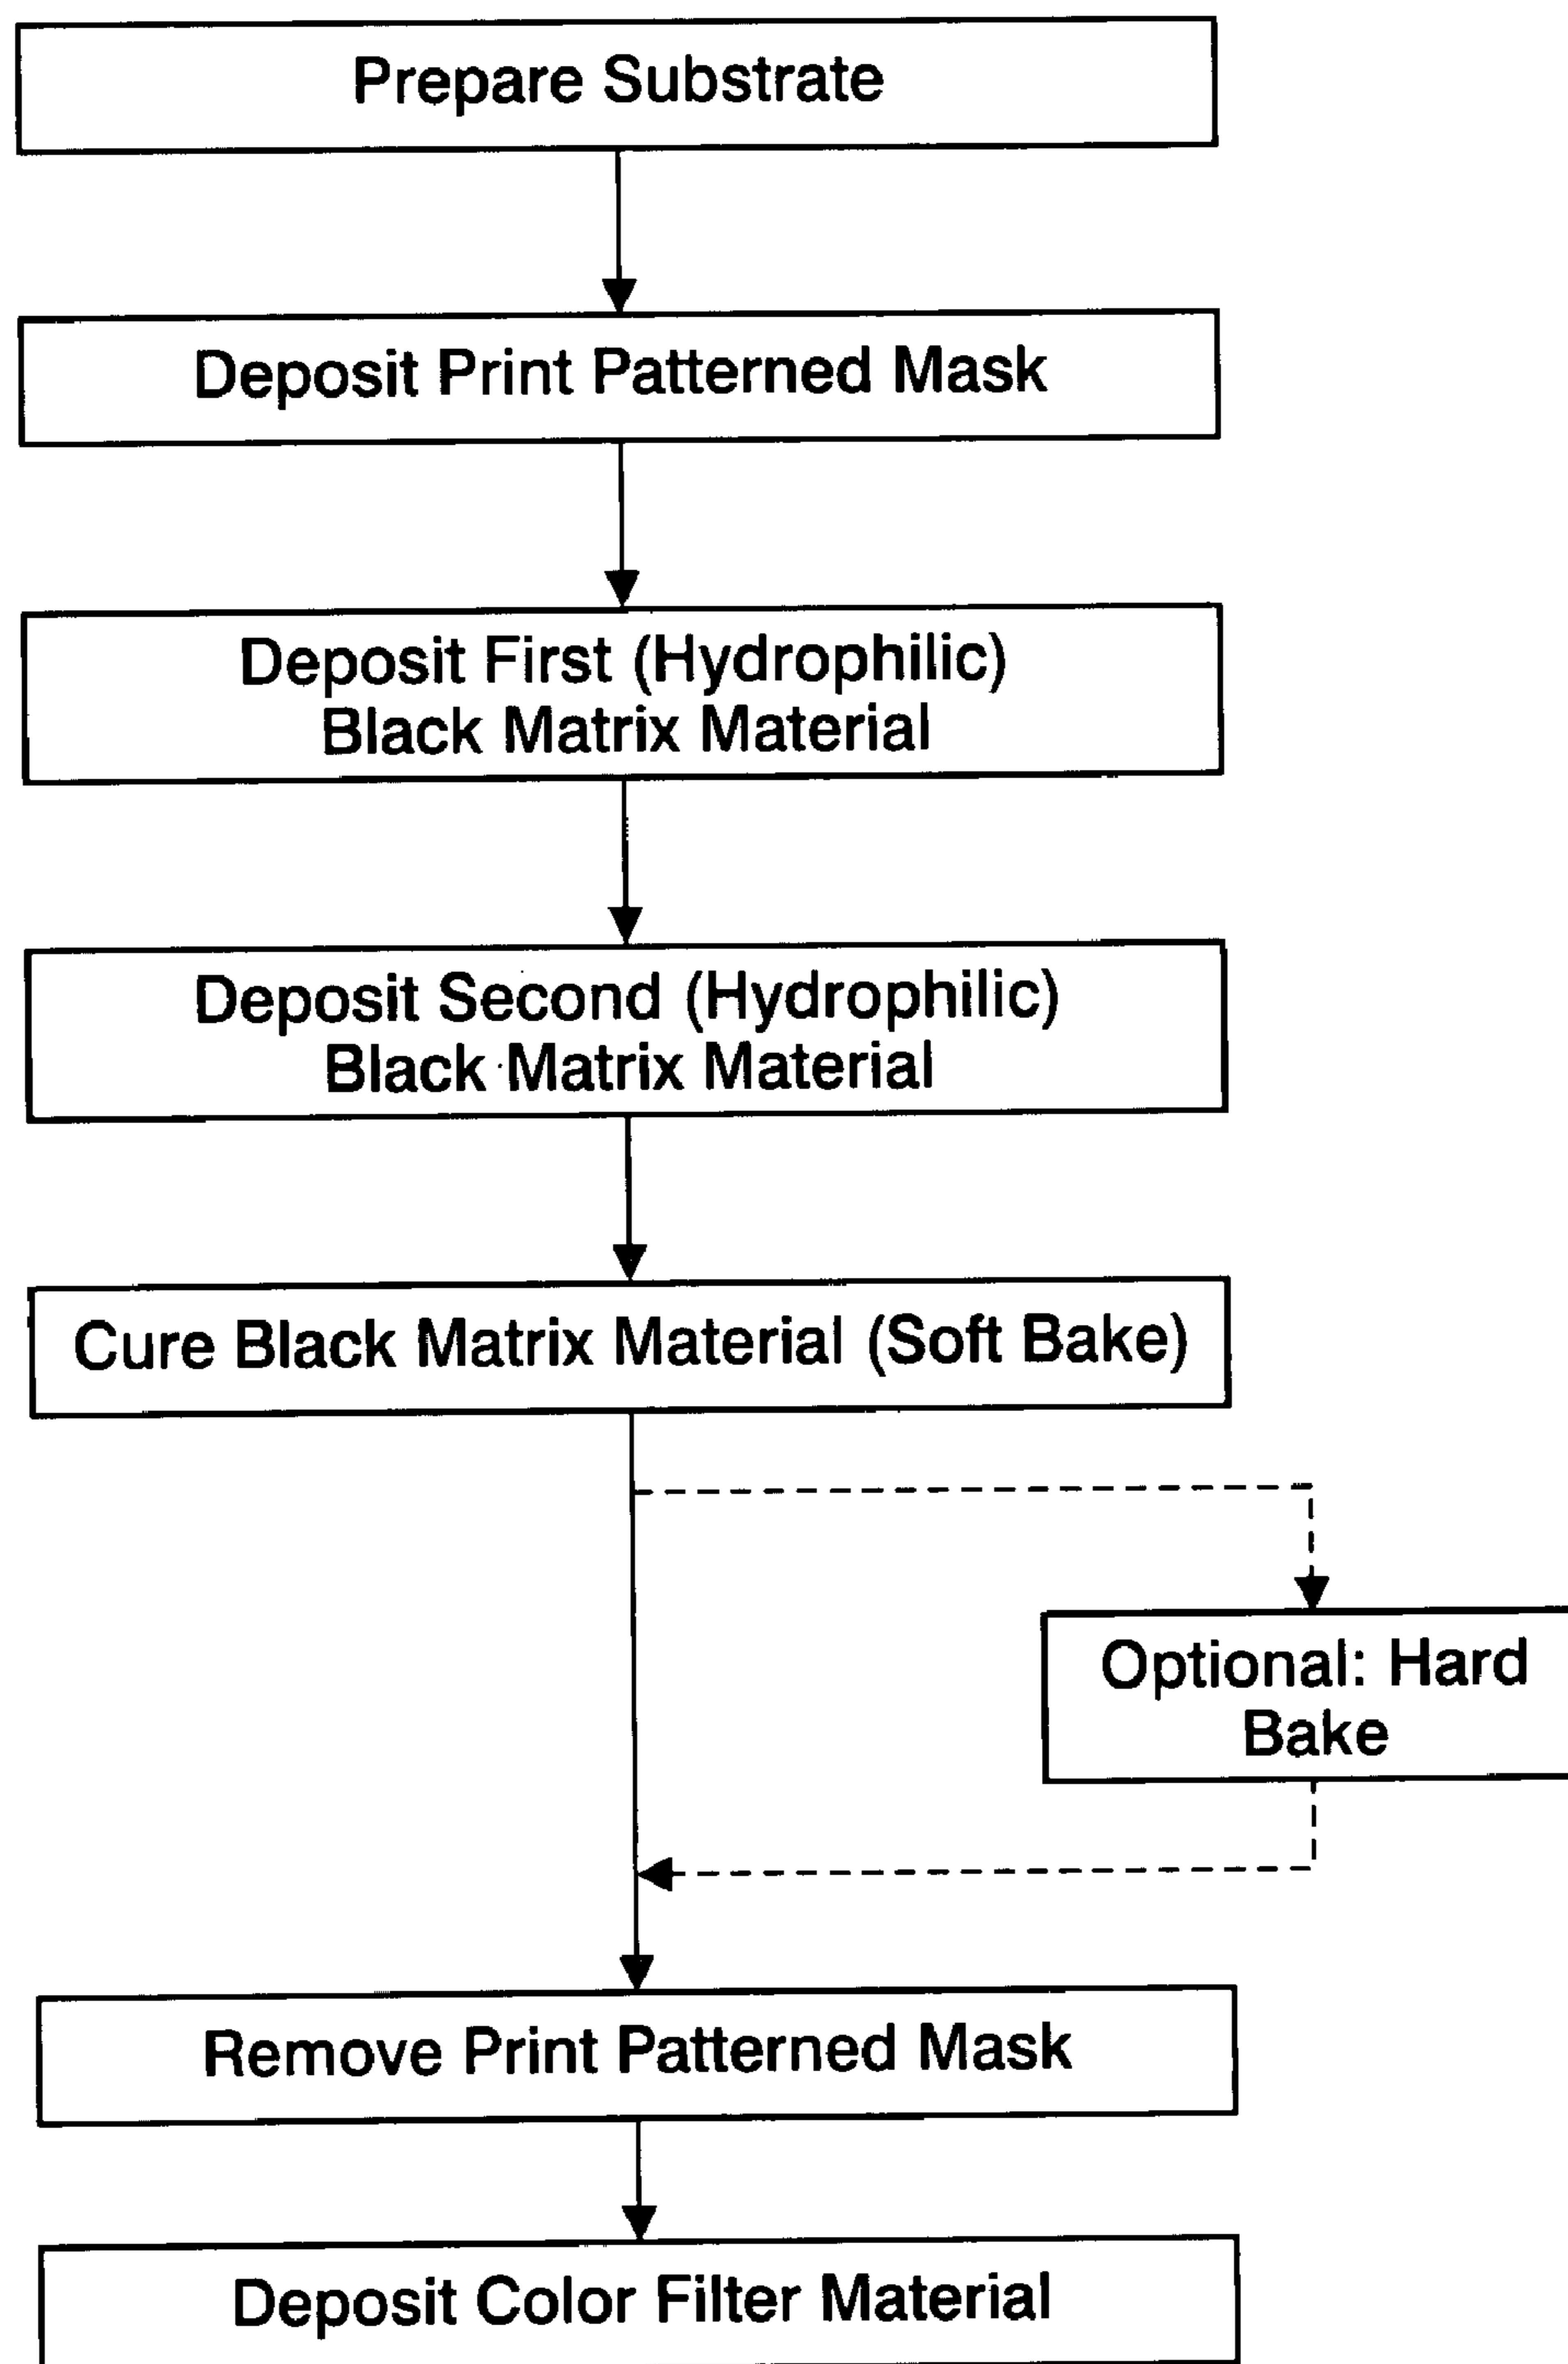 Prepare Substrate
Deposit Print Patterned Mask
Deposit First (Hydrophilic)
Black Matrix Material
Deposit Second (Hydrophilic)
Black Matrix Material
Cure Black Matrix Material (Soft Bake)
Optional: Hard
Bake
Remove Print Patterned Mask
Deposit Color Filter Material